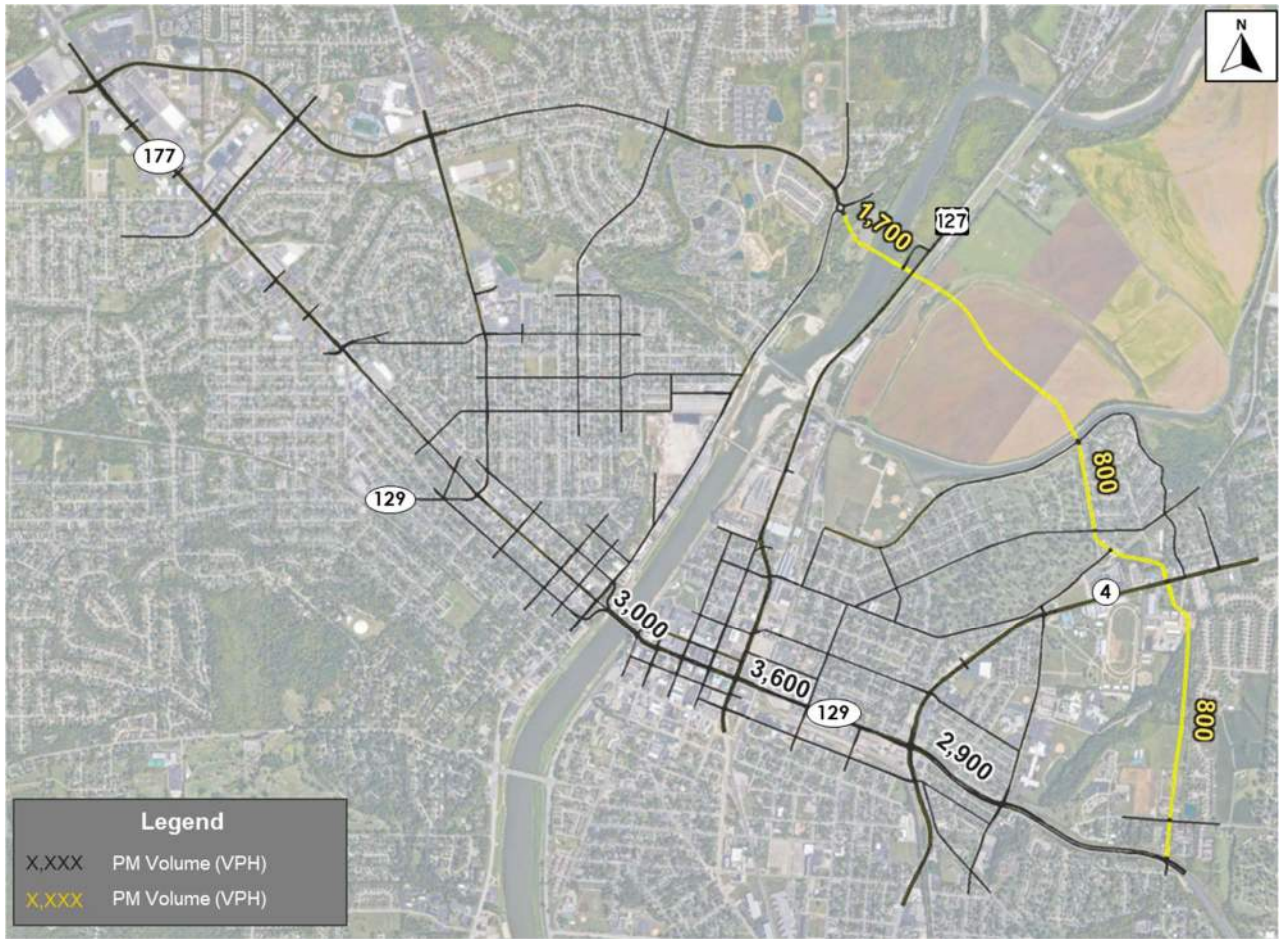 N
177
1,700
127
800
129
4
3,000
3,600
129
2,900
800
Legend
X,XXX PM Volume (VPH)
X,XXX PM Volume (VPH)